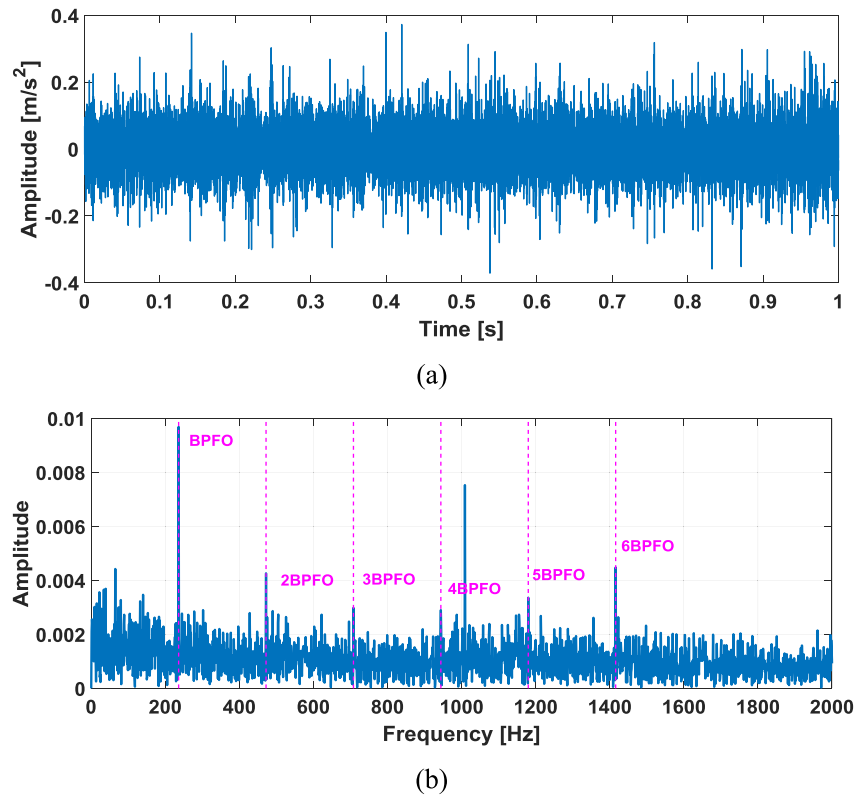 0.4
0.2
0
-0.2
-0.4
Amplitude [m/s²]
0 0.1 0.2 0.3 0.4 0.5 0.6 0.7 0.8 0.9 1
Time [s]
(a)
0.01
0.008
0.006
0.004
0.002
0
Amplitude
BPFO
2BPFO
3BPFO
4BPFO
5BPFO
6BPFO
0 200 400 600 800 1000 1200 1400 1600 1800 2000
Frequency [Hz]
(b)